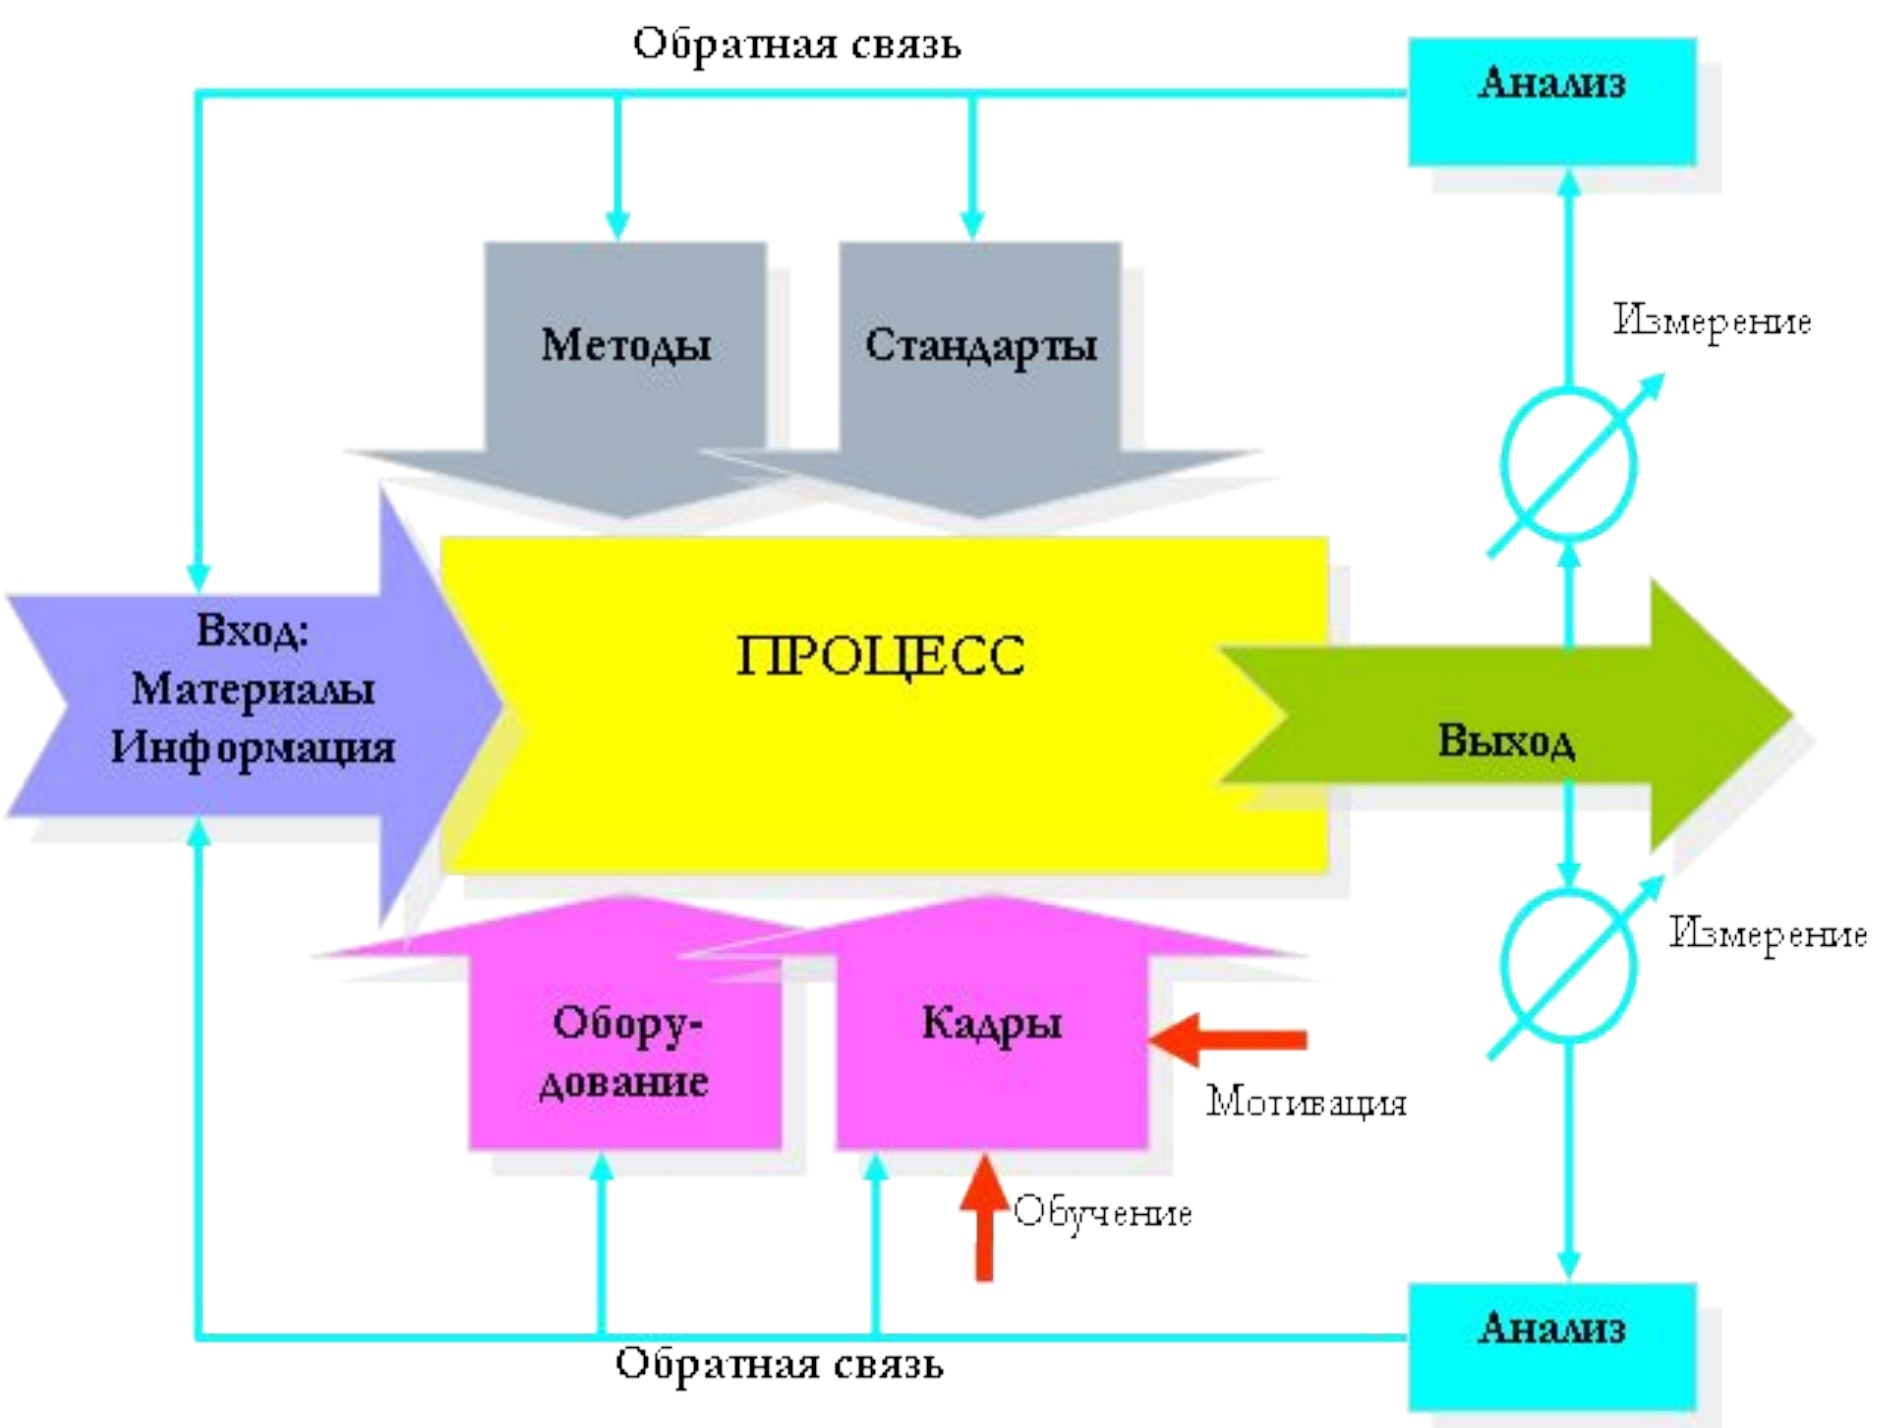 Обратная связь
Анализ
Измерение
Методы
Стандарты
Вход:
Материалы
Информация
ПРОЦЕСС
Выход
Измерение
Обору-
дование
Кадры
Мотивация
Обучение
Обратная связь
Анализ